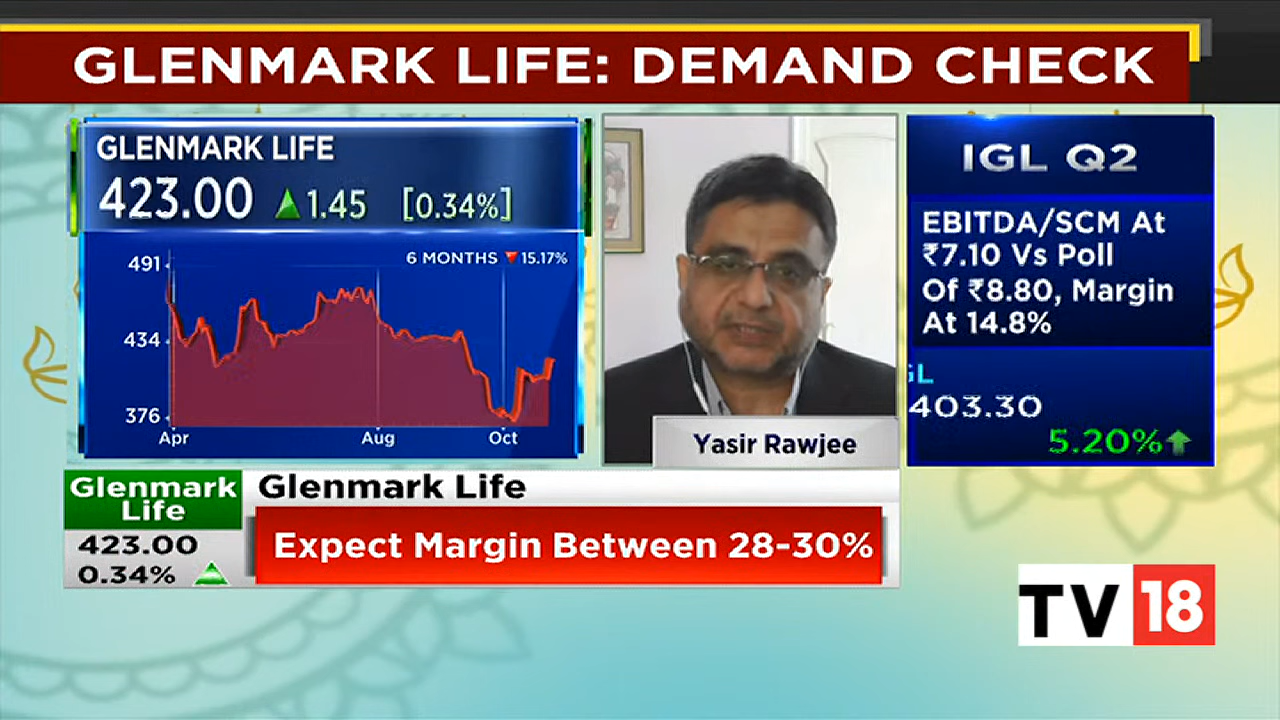 GLENMARK LIFE: DEMAND CHECK
GLENMARK LIFE
423.00 ▲1.45 [0.34%]
6 MONTHS ▼15.17%
491
434
376
Apr Aug Oct
Yasir Rawjee
IGL Q2
EBITDA/SCM At
₹7.10 Vs Poll
Of ₹8.80, Margin
At 14.8%
GL
403.30
5.20%
Glenmark
Life
423.00
0.34%
Glenmark Life
Expect Margin Between 28-30%
TV18